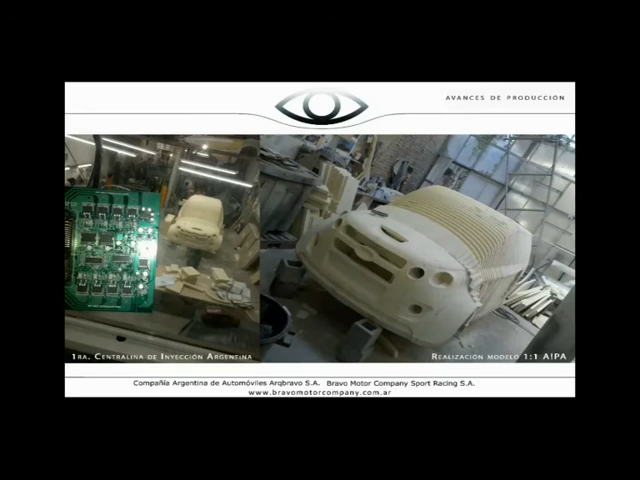 AVANCES DE PRODUCCIÓN
1RA. CENTRALINA DE INYECCIÓN ARGENTINA
REALIZACIÓN MODELO 1:1 A!PA
Compañía Argentina de Automóviles Arqbravo S.A. Bravo Motor Company Sport Racing S.A.
www.bravomotorcompany.com.ar